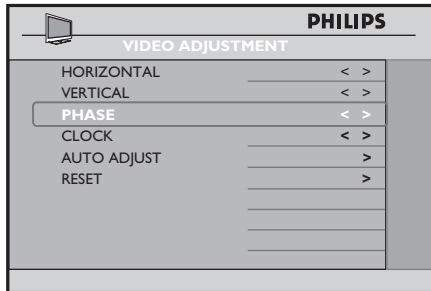 PHILIPS
VIDEO ADJUSTMENT
HORIZONTAL < >
VERTICAL < >
PHASE < >
CLOCK < >
AUTO ADJUST >
RESET >